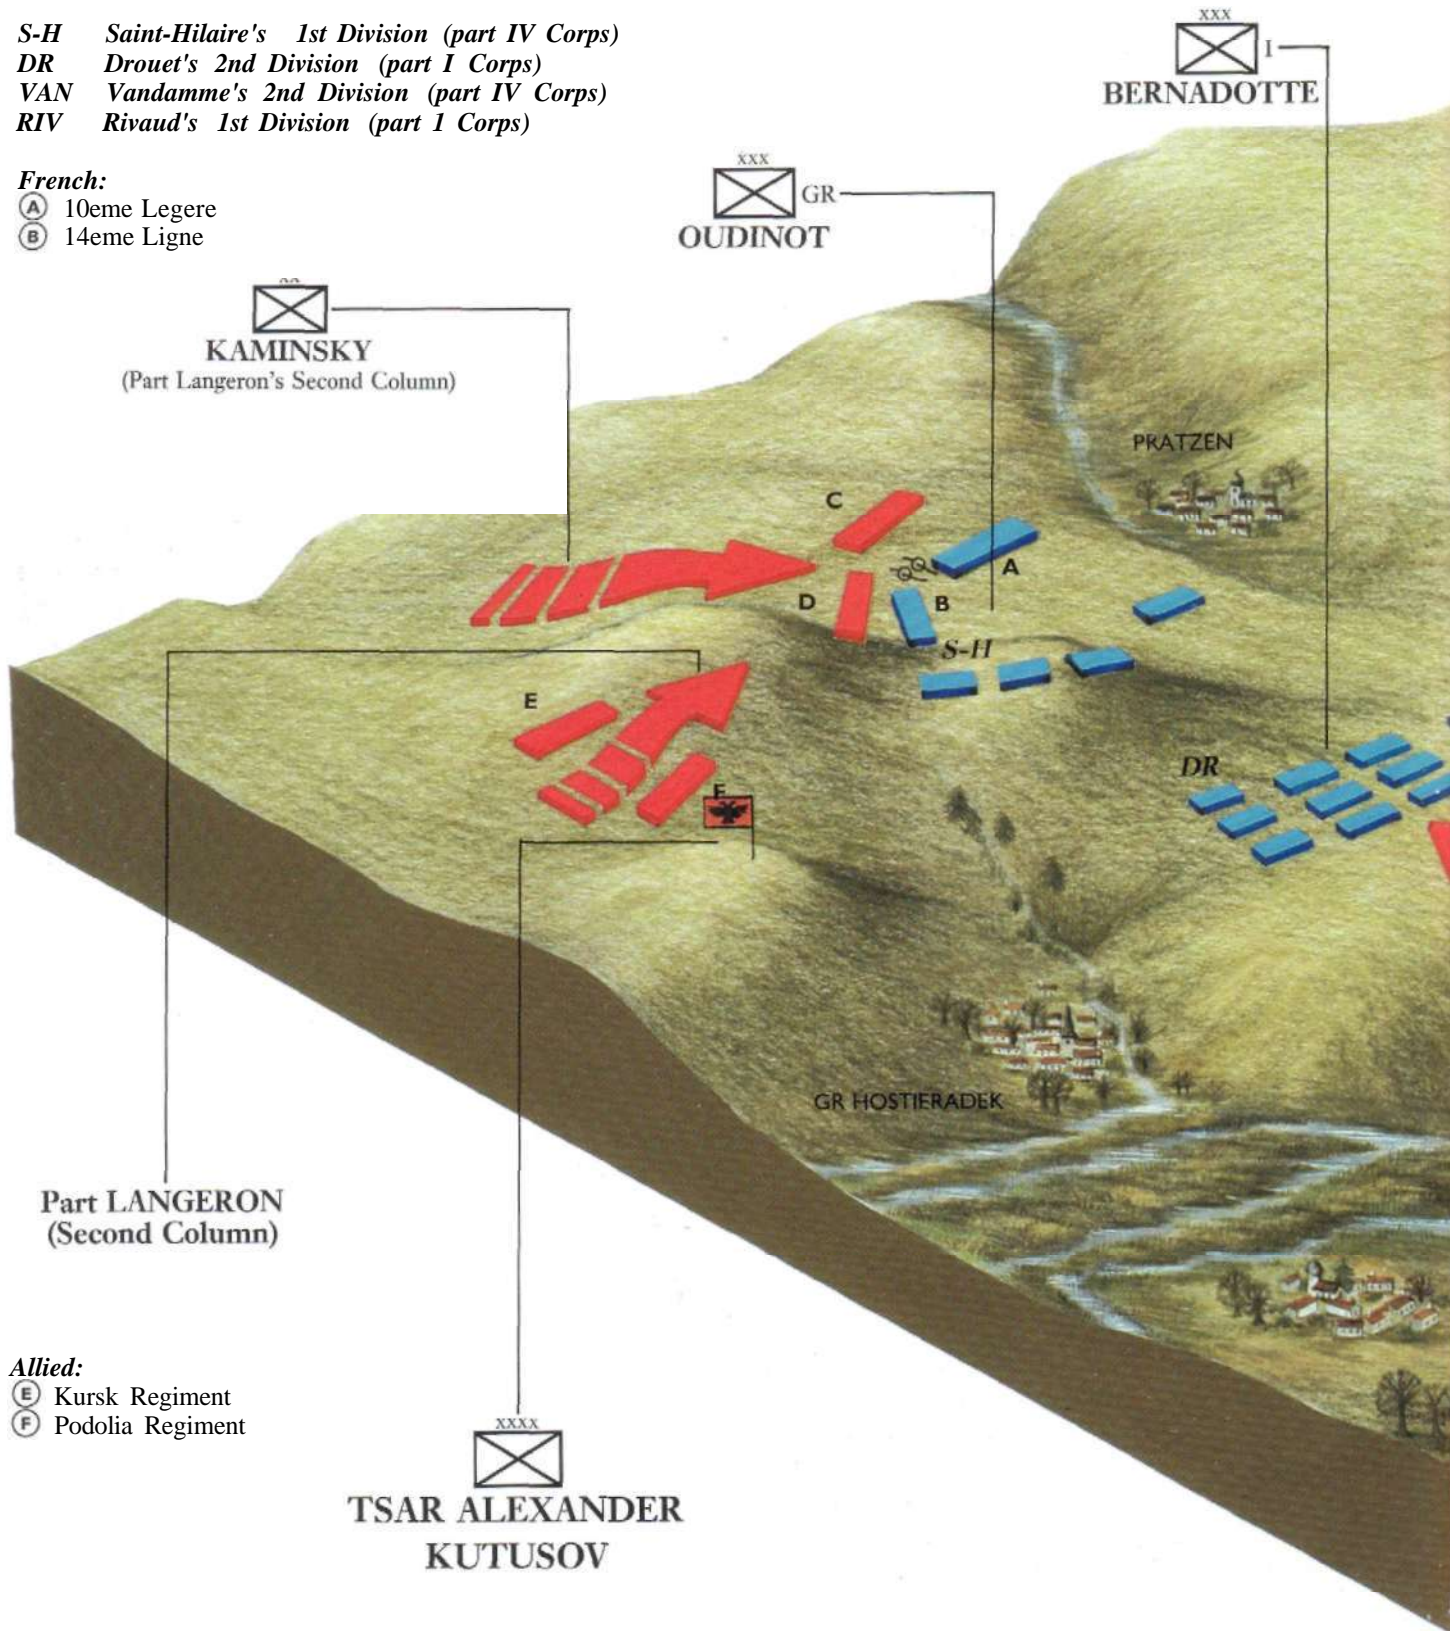 S-H Saint-Hilaire's 1st Division (part IV Corps)
DR Drouet's 2nd Division (part I Corps)
VAN Vandamme's 2nd Division (part IV Corps)
RIV Rivaud's 1st Division (part 1 Corps)
French:
A 10eme Legere
B 14eme Ligne
XXX
I
BERNADOTTE
XXX
GR
OUDINOT
XX
KAMINSKY
(Part Langeron's Second Column)
PRATZEN
C
A
D
B
S-H
E
DR
F
GR HOSTIERADEK
Part LANGERON
(Second Column)
Allied:
E Kursk Regiment
F Podolia Regiment
XXXX
TSAR ALEXANDER
KUTUSOV